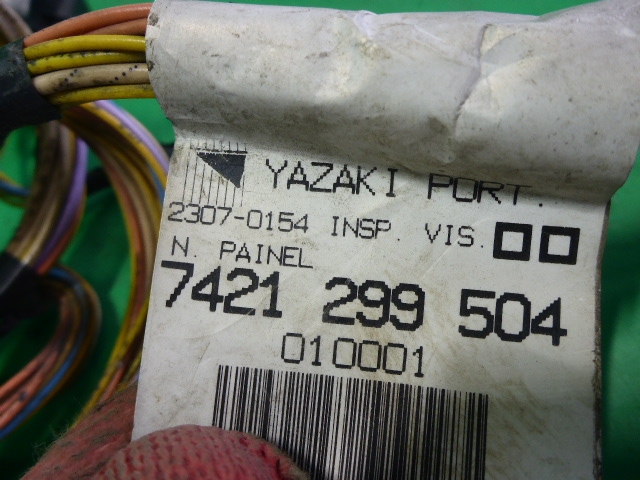 YAZAKI PORT.
2307-0154 INSP. VIS.
N. PAINEL
7421 299 504
010001